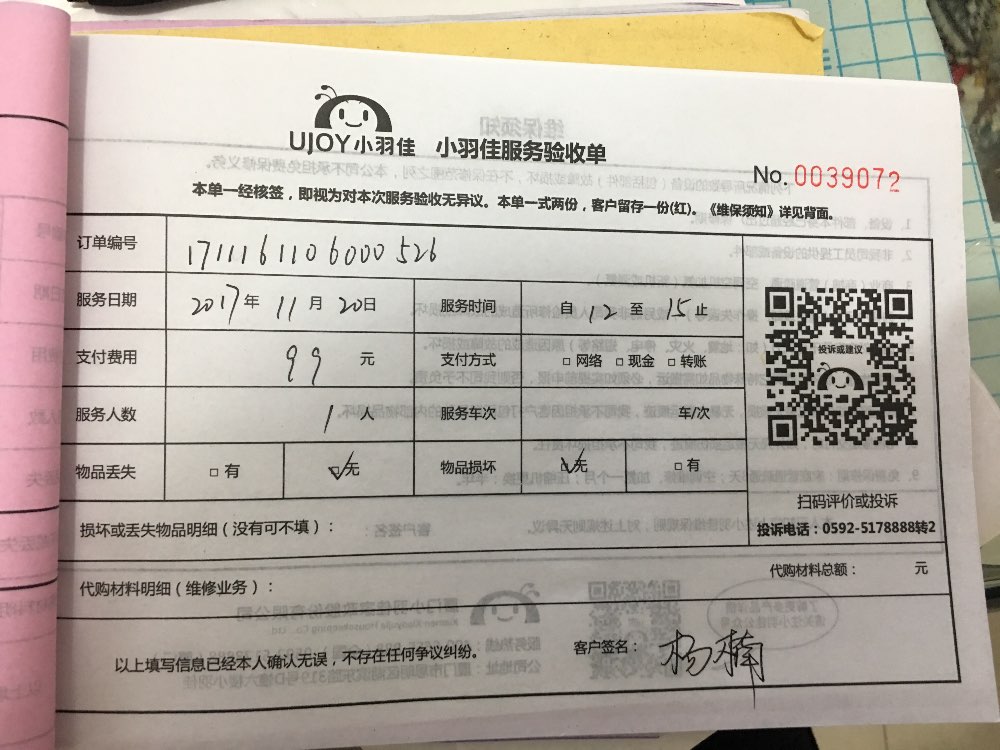 UJOY小羽佳 小羽佳服务验收单
No. 0039072
本单一经核签，即视为对本次服务验收无异议。本单一式两份，客户留存一份(红)。《维保须知》详见背面。
订单编号 1711161106000526
服务日期 2017年 11月 20日 服务时间 自 12 至 15 止
支付费用 99 元 支付方式 □ 网络 □ 现金 □ 转账
投诉或建议
服务人数 1 人 服务车次 车/次
物品丢失 □ 有 ☑无 物品损坏 ☑无 □ 有
扫码评价或投诉
投诉电话：0592-5178888转2
损坏或丢失物品明细（没有可不填）：
代购材料明细（维修业务）： 代购材料总额： 元
以上填写信息已经本人确认无误，不存在任何争议纠纷。 客户签名： 杨楠